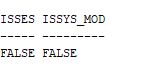 ISSES ISSYS_MOD
----- ---------
FALSE FALSE